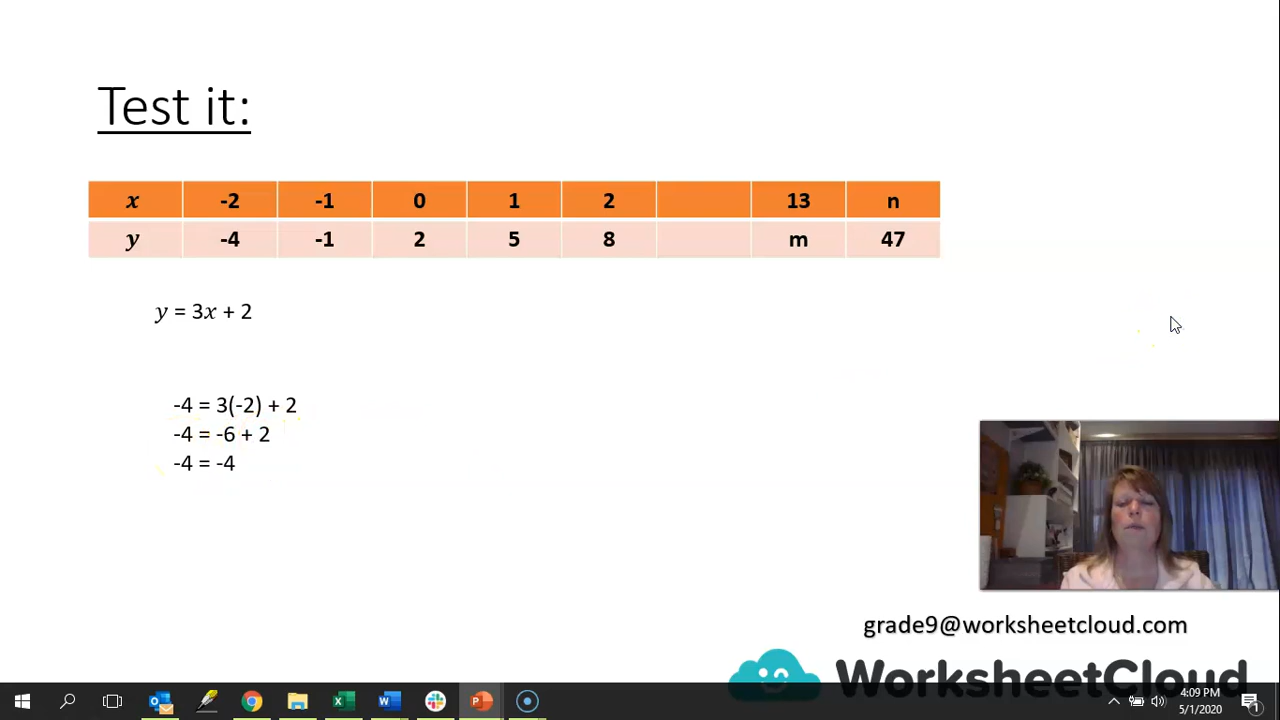 Test it:
x -2 -1 0 1 2 13 n
y -4 -1 2 5 8 m 47
y = 3x + 2
-4 = 3(-2) + 2
-4 = -6 + 2
-4 = -4
grade9@worksheetcloud.com
WorksheetCloud
4:09 PM
5/1/2020